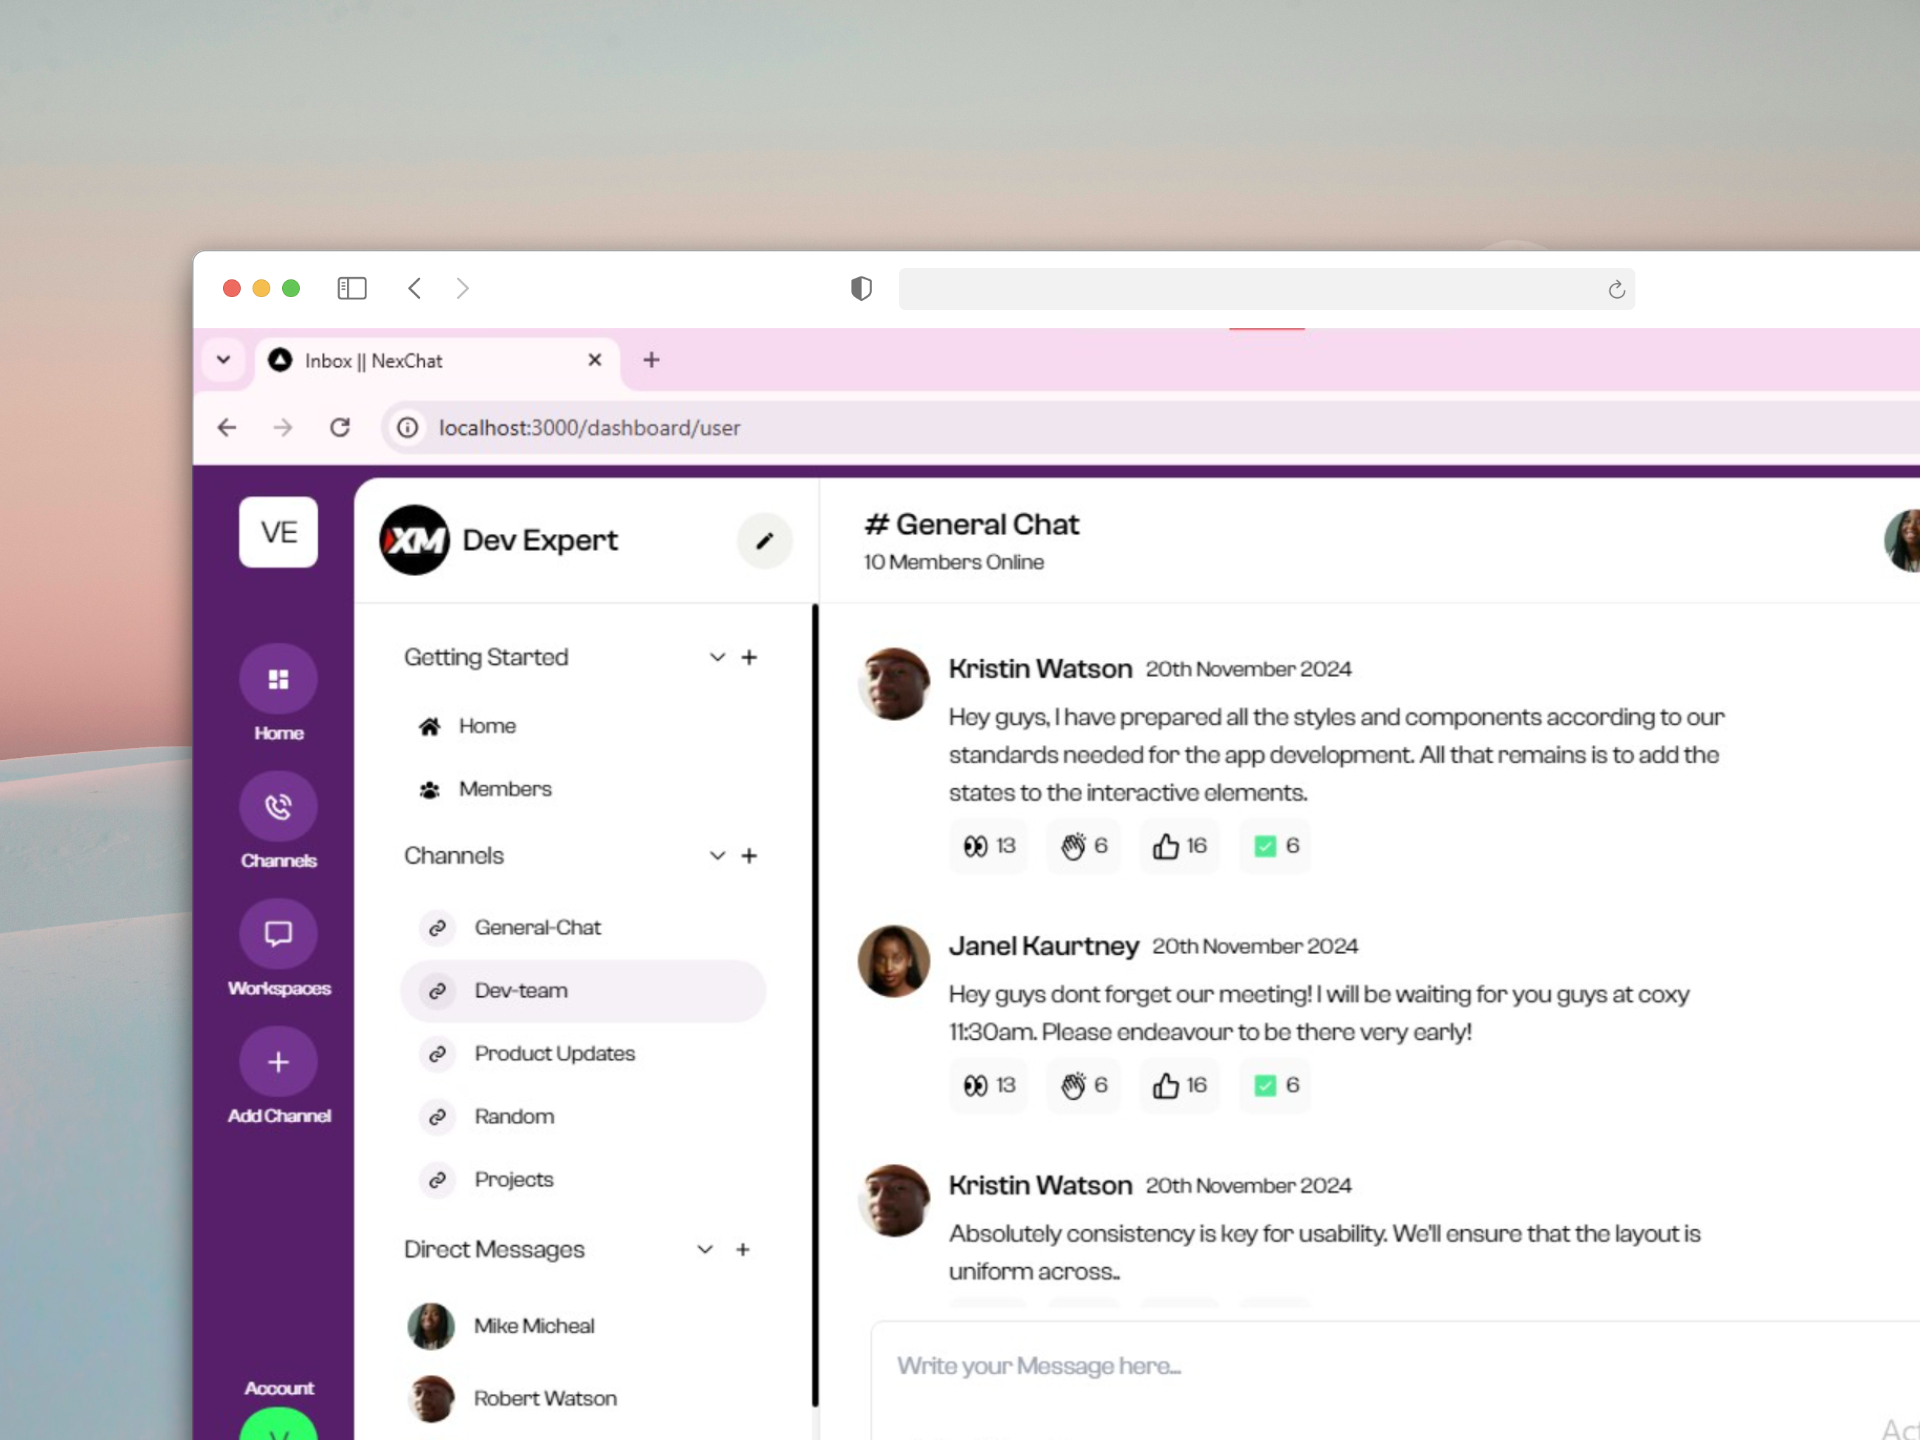 Inbox || NexChat
localhost:3000/dashboard/user
VE
Home
Channels
Workspaces
Add Channel
Account
XM Dev Expert
Getting Started
Home
Members
Channels
General-Chat
Dev-team
Product Updates
Random
Projects
Direct Messages
Mike Micheal
Robert Watson
# General Chat
10 Members Online
Kristin Watson 20th November 2024
Hey guys, I have prepared all the styles and components according to our
standards needed for the app development. All that remains is to add the
states to the interactive elements.
13 6 16 6
Janel Kaurtney 20th November 2024
Hey guys dont forget our meeting! I will be waiting for you guys at coxy
11:30am. Please endeavour to be there very early!
13 6 16 6
Kristin Watson 20th November 2024
Absolutely consistency is key for usability. We'll ensure that the layout is
uniform across..
Write your Message here...